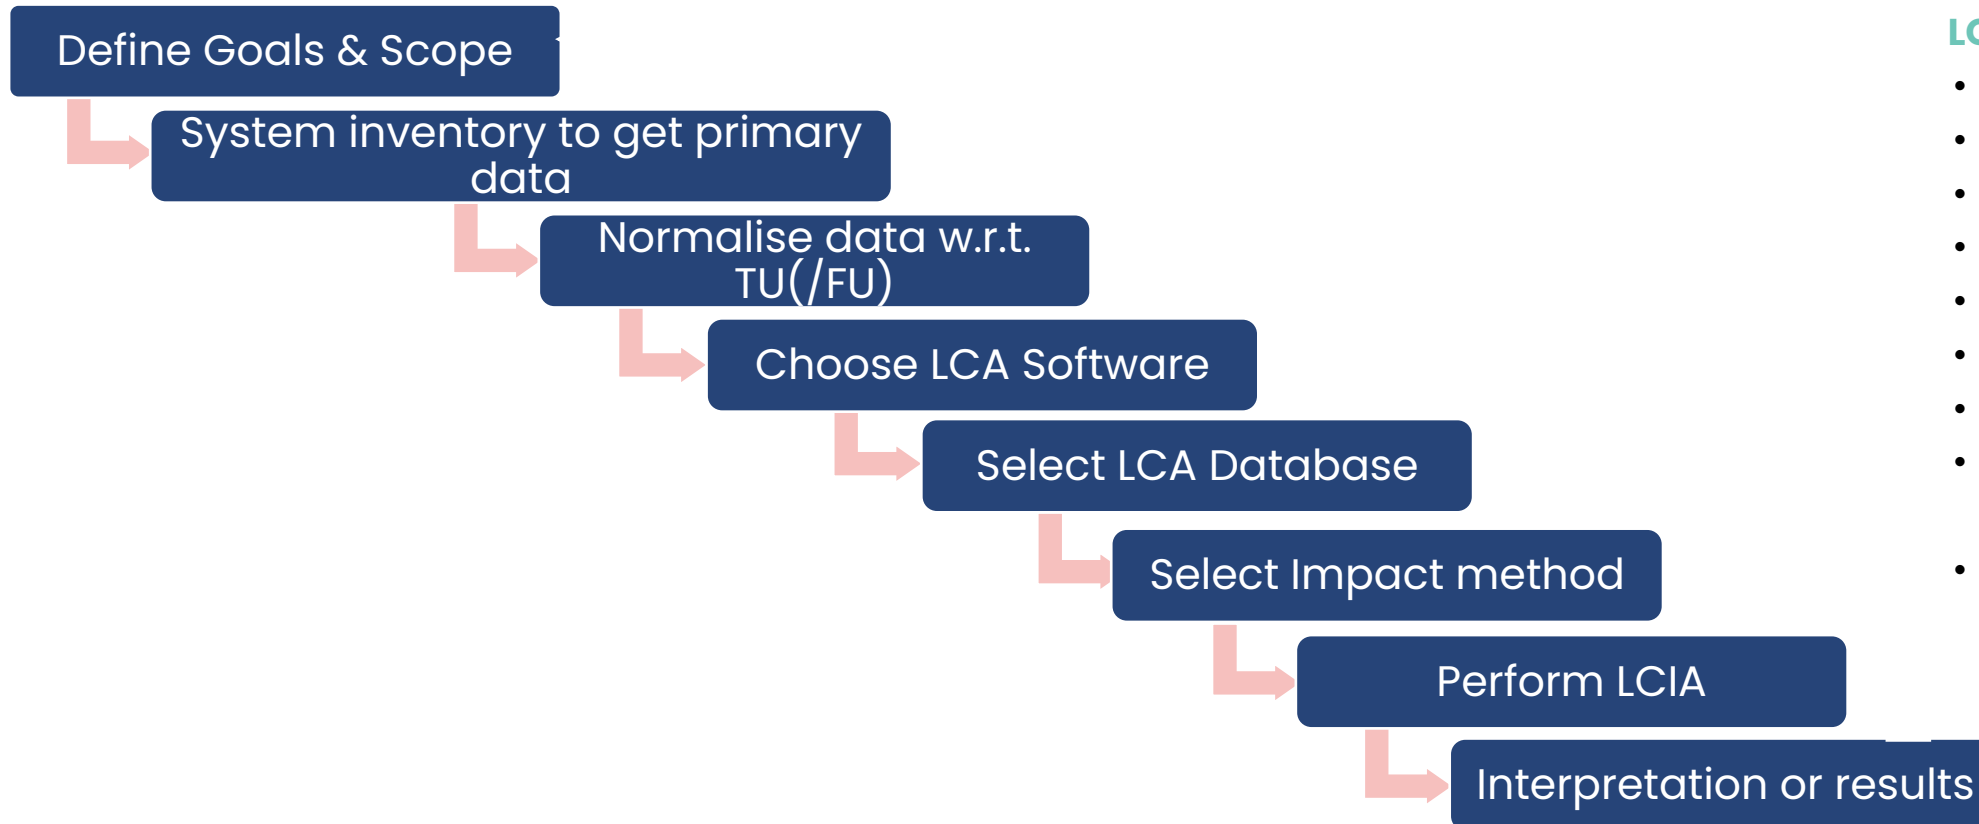 Define Goals & Scope
System inventory to get primary
data
Normalise data w.r.t.
TU(/FU)
Choose LCA Software
Select LCA Database
Select Impact method
Perform LCIA
Interpretation or results